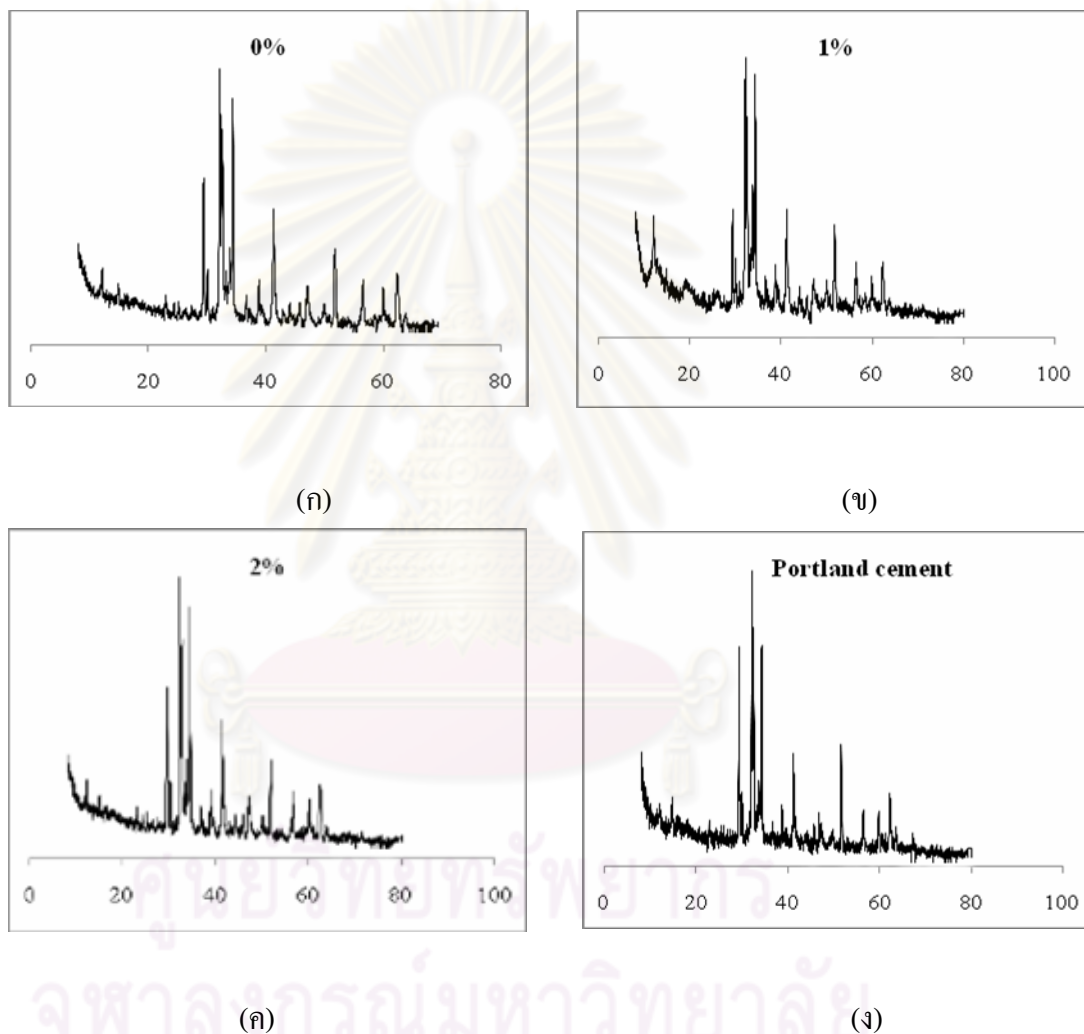 0%
0 20 40 60 80
(ก)
1%
0 20 40 60 80 100
(ข)
2%
0 20 40 60 80 100
(ค)
Portland cement
0 20 40 60 80 100
(ง)
ศูนย์วิทยทรัพยากร
จุฬาลงกรณ์มหาวิทยาลัย